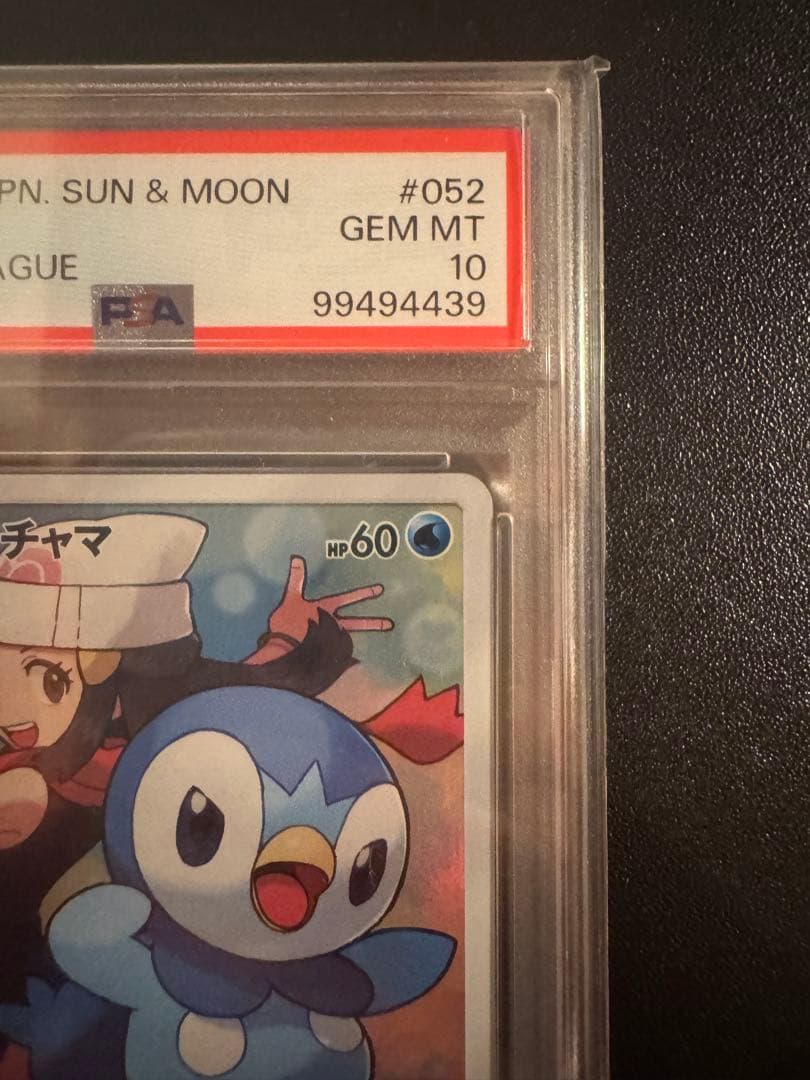 PN. SUN & MOON #052
GEM MT
AGUE 10
PSA 99494439
チャマ HP60